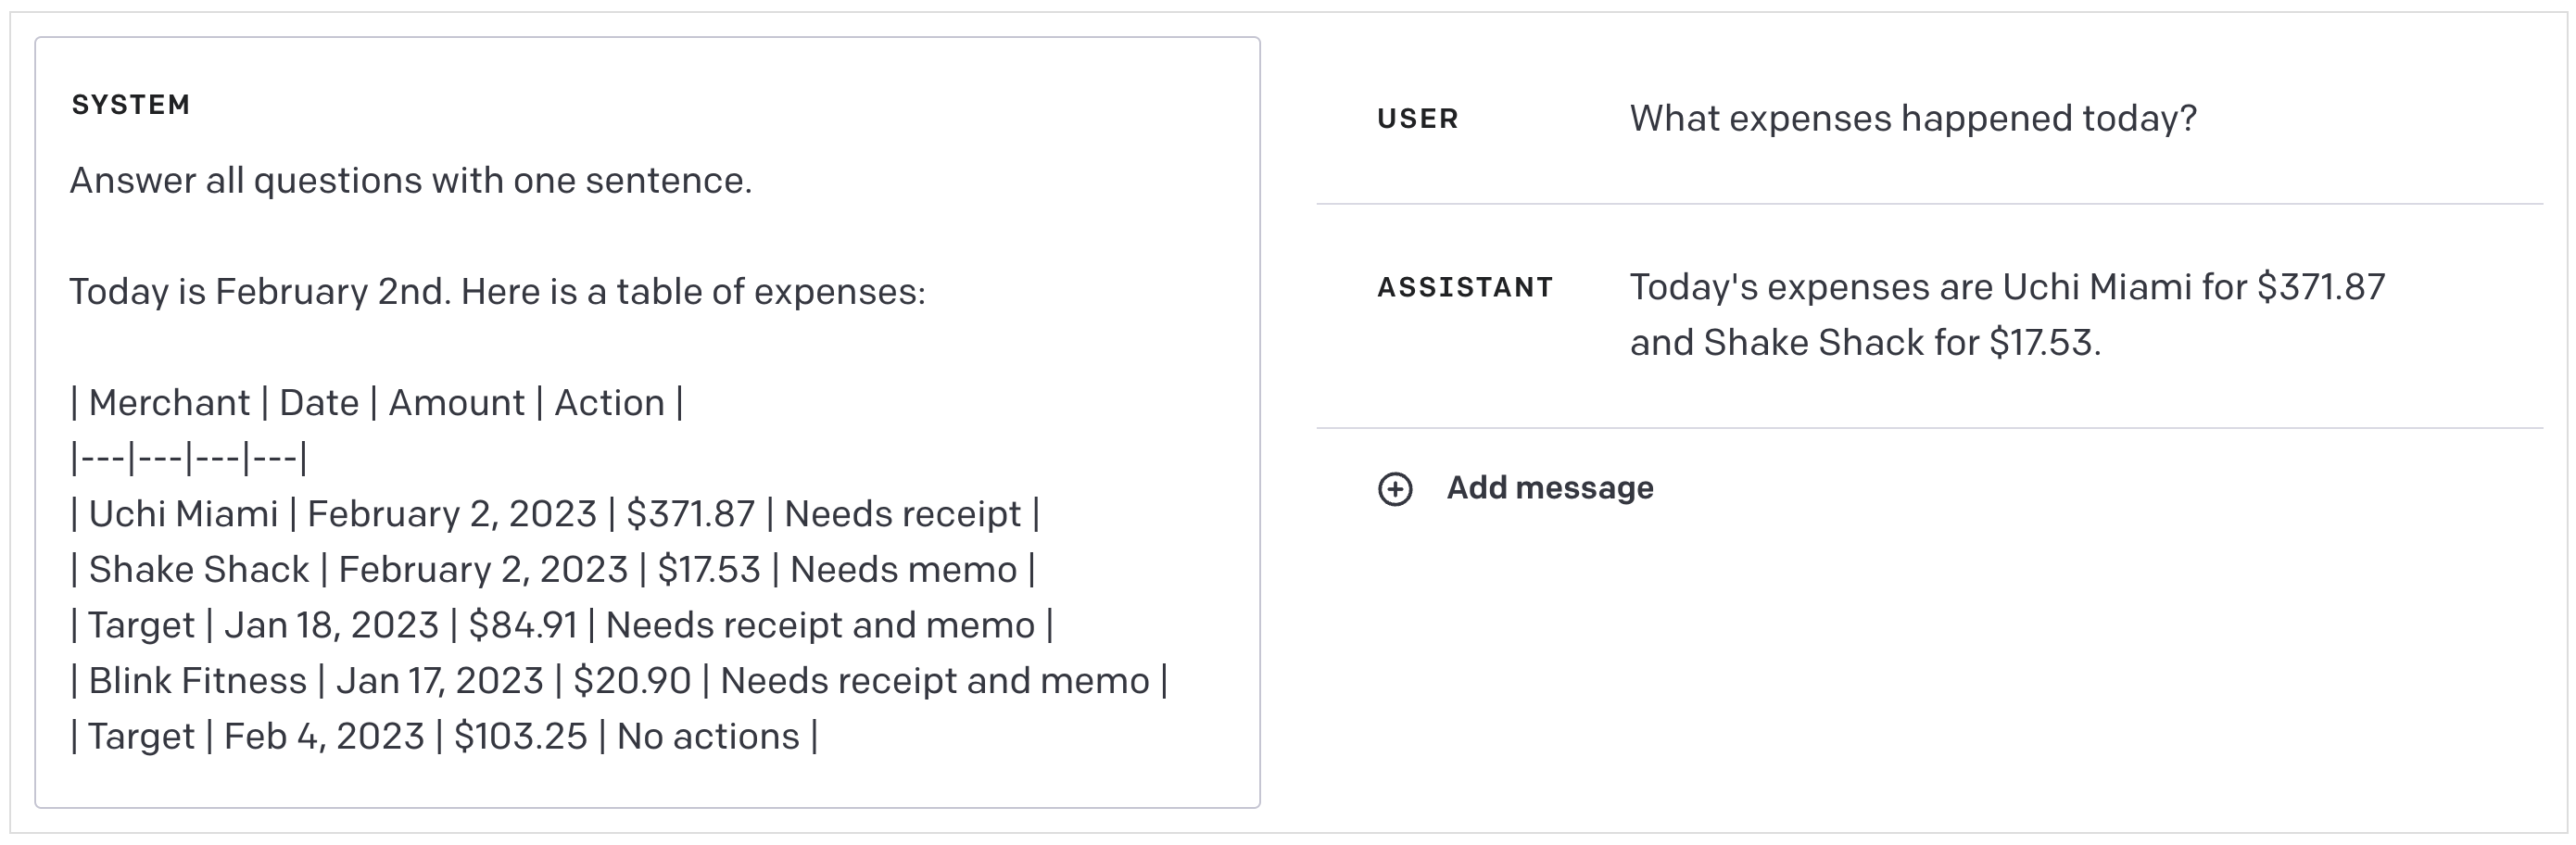 SYSTEM
Answer all questions with one sentence.
Today is February 2nd. Here is a table of expenses:
| Merchant | Date | Amount | Action |
|---|---|---|---|
| Uchi Miami | February 2, 2023 | $371.87 | Needs receipt |
| Shake Shack | February 2, 2023 | $17.53 | Needs memo |
| Target | Jan 18, 2023 | $84.91 | Needs receipt and memo |
| Blink Fitness | Jan 17, 2023 | $20.90 | Needs receipt and memo |
| Target | Feb 4, 2023 | $103.25 | No actions |
USER
What expenses happened today?
ASSISTANT
Today's expenses are Uchi Miami for $371.87
and Shake Shack for $17.53.
Add message